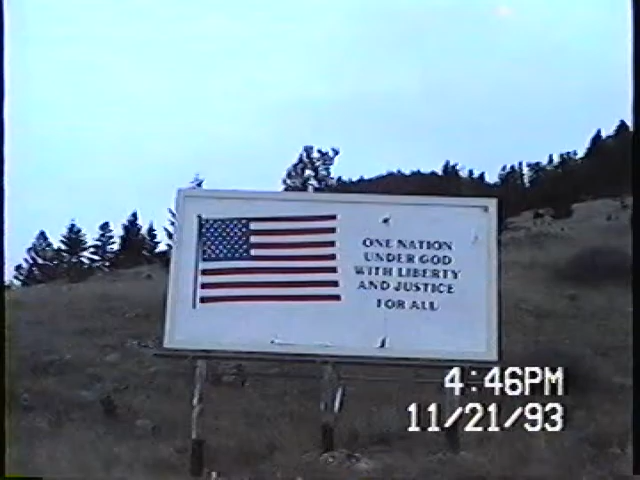 ONE NATION
UNDER GOD
WITH LIBERTY
AND JUSTICE
FOR ALL
4:46PM
11/21/93